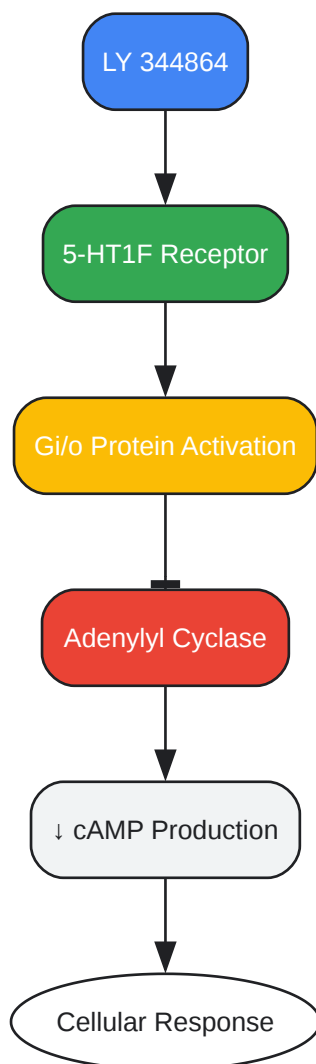 LY 344864
5-HT1F Receptor
Gi/o Protein Activation
Adenylyl Cyclase
↓ cAMP Production
Cellular Response